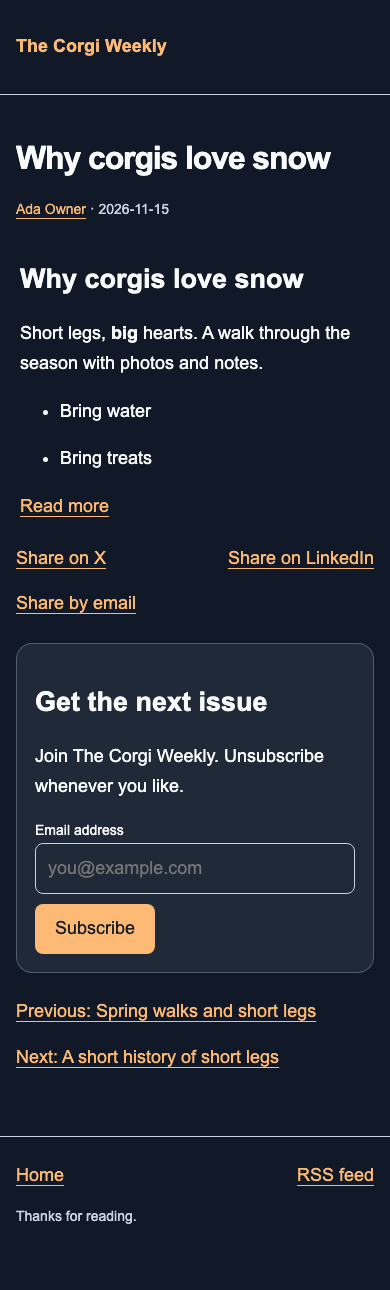 The Corgi Weekly
Why corgis love snow
Ada Owner · 2026-11-15
Why corgis love snow
Short legs, big hearts. A walk through the
season with photos and notes.
• Bring water
• Bring treats
Read more
Share on X
Share on LinkedIn
Share by email
Get the next issue
Join The Corgi Weekly. Unsubscribe
whenever you like.
Email address
you@example.com
Subscribe
Previous: Spring walks and short legs
Next: A short history of short legs
Home
RSS feed
Thanks for reading.